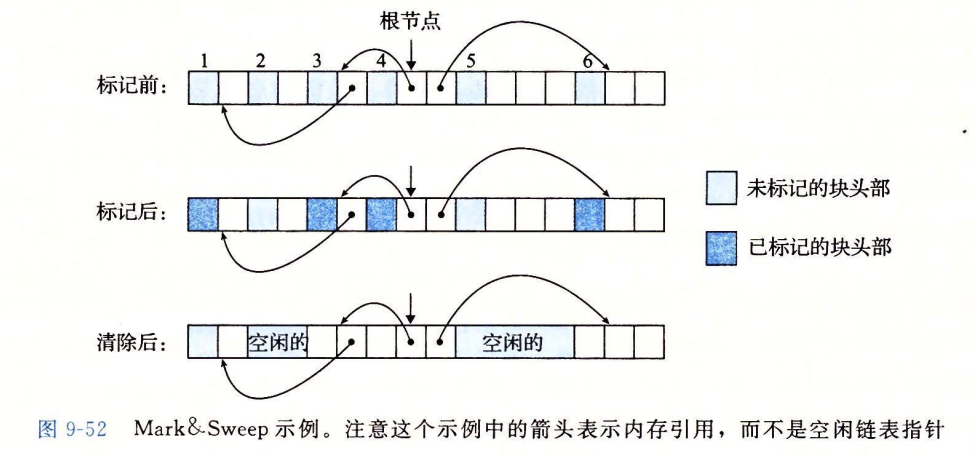 根节点
1 2 3 4 5 6
标记前:
标记后:
未标记的块头部
已标记的块头部
清除后:
空闲的 空闲的
图 9-52 Mark&Sweep 示例。注意这个示例中的箭头表示内存引用,而不是空闲链表指针